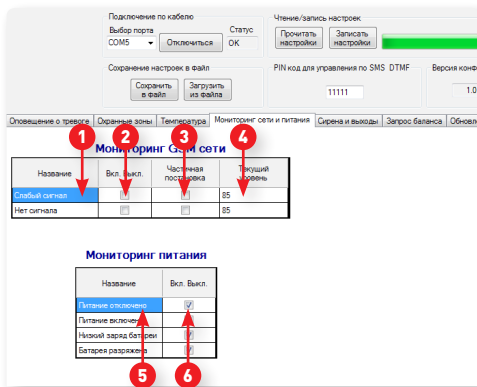 Подключение по кабелю
Выбор порта Статус
COM5 Отключиться OK
Чтение/запись настроек
Прочитать настройки
Записать настройки
Сохранение настроек в файл
Сохранить в файл
Загрузить из файла
PIN код для управления по SMS DTMF
11111
Версия конф
1.0
Оповещение о тревоге Охранные зоны Температура Мониторинг сети и питания Сирена и выходы Запрос баланса Обновл
1 2 3 4
Мониторинг GSM сети
Название Вкл. Выкл. Частичная постановка Текущий уровень
Слабый сигнал 85
Нет сигнала 85
Мониторинг питания
Название Вкл. Выкл.
Питание отключено
Питание включено
Низкий заряд батареи
Батарея разряжена
5 6